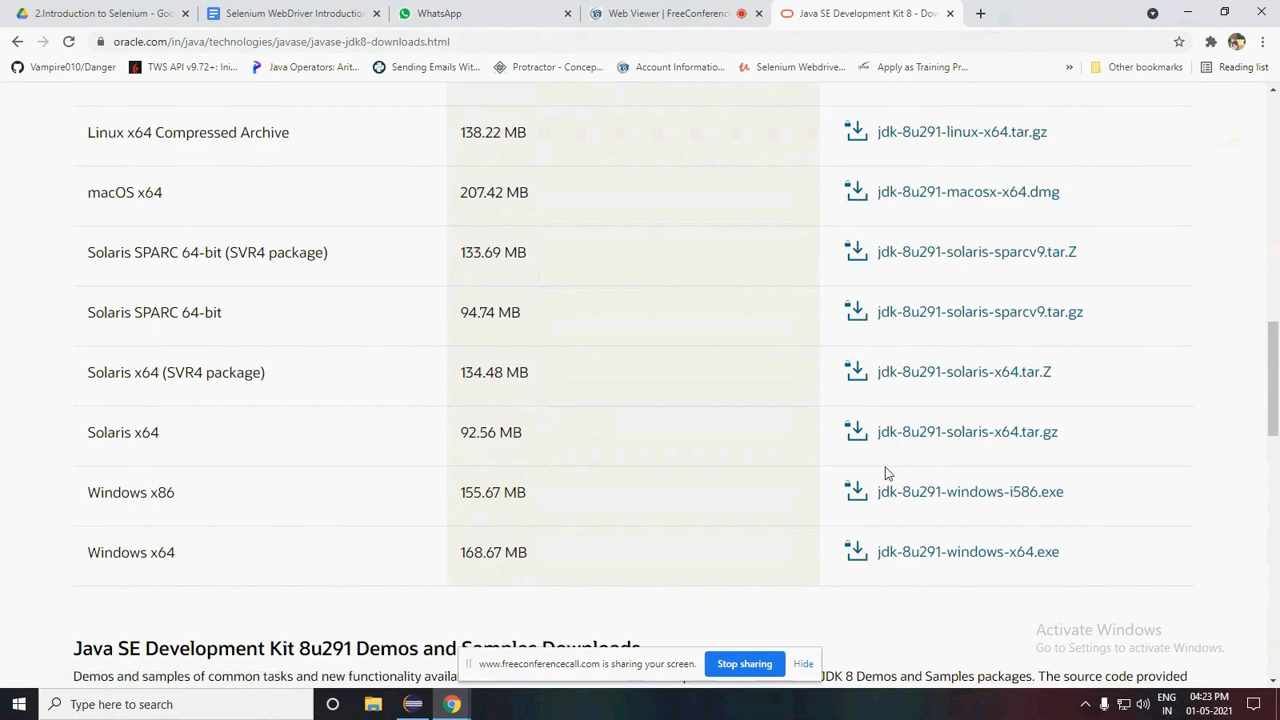 2.Introduction to Selenium - Goo
Selenium WebDriver Introduction
WhatsApp
Web Viewer | FreeConference
Java SE Development Kit 8 - Dow
oracle.com/in/java/technologies/javase/javase-jdk8-downloads.html
Vampire010/Danger
TWS API v9.72+: Ini...
Java Operators: Arit...
Sending Emails Wit...
Protractor - Concep...
Account Informatio...
Selenium Webdrive...
Apply as Training Pr...
»
Other bookmarks
Reading list
Linux x64 Compressed Archive 138.22 MB jdk-8u291-linux-x64.tar.gz
macOS x64 207.42 MB jdk-8u291-macosx-x64.dmg
Solaris SPARC 64-bit (SVR4 package) 133.69 MB jdk-8u291-solaris-sparcv9.tar.Z
Solaris SPARC 64-bit 94.74 MB jdk-8u291-solaris-sparcv9.tar.gz
Solaris x64 (SVR4 package) 134.48 MB jdk-8u291-solaris-x64.tar.Z
Solaris x64 92.56 MB jdk-8u291-solaris-x64.tar.gz
Windows x86 155.67 MB jdk-8u291-windows-i586.exe
Windows x64 168.67 MB jdk-8u291-windows-x64.exe
Activate Windows
Go to Settings to activate Windows.
Java SE Development Kit 8u291 Demos and Samples Downloads
www.freeconferencecall.com is sharing your screen. Stop sharing Hide
Demos and samples of common tasks and new functionality availa JDK 8 Demos and Samples packages. The source code provided
Type here to search
ENG
IN
04:23 PM
01-05-2021